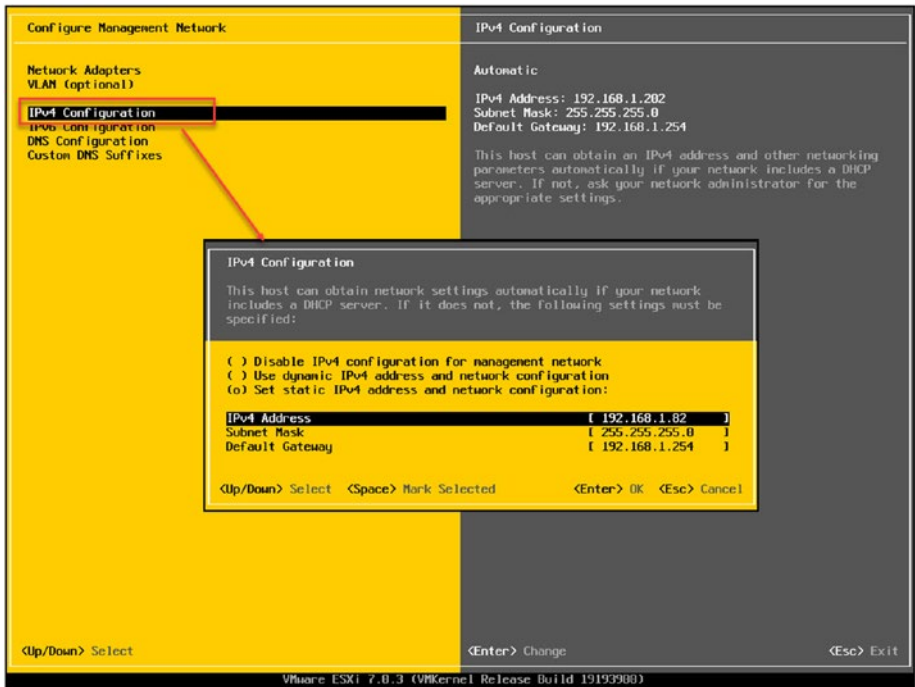 Configure Management Network
IPv4 Configuration
Network Adapters
VLAN (optional)
IPv4 Configuration
IPv6 Configuration
DNS Configuration
Custom DNS Suffixes
Automatic
IPv4 Address: 192.168.1.202
Subnet Mask: 255.255.255.0
Default Gateway: 192.168.1.254
This host can obtain an IPv4 address and other networking
parameters automatically if your network includes a DHCP
server. If not, ask your network administrator for the
appropriate settings.
IPv4 Configuration
This host can obtain network settings automatically if your network
includes a DHCP server. If it does not, the following settings must be
specified:
( ) Disable IPv4 configuration for management network
( ) Use dynamic IPv4 address and network configuration
(o) Set static IPv4 address and network configuration:
IPv4 Address [ 192.168.1.82 ]
Subnet Mask [ 255.255.255.0 ]
Default Gateway [ 192.168.1.254 ]
<Up/Down> Select <Space> Mark Selected <Enter> OK <Esc> Cancel
<Up/Down> Select <Enter> Change <Esc> Exit
VMware ESXi 7.0.3 (VMKernel Release Build 19193900)